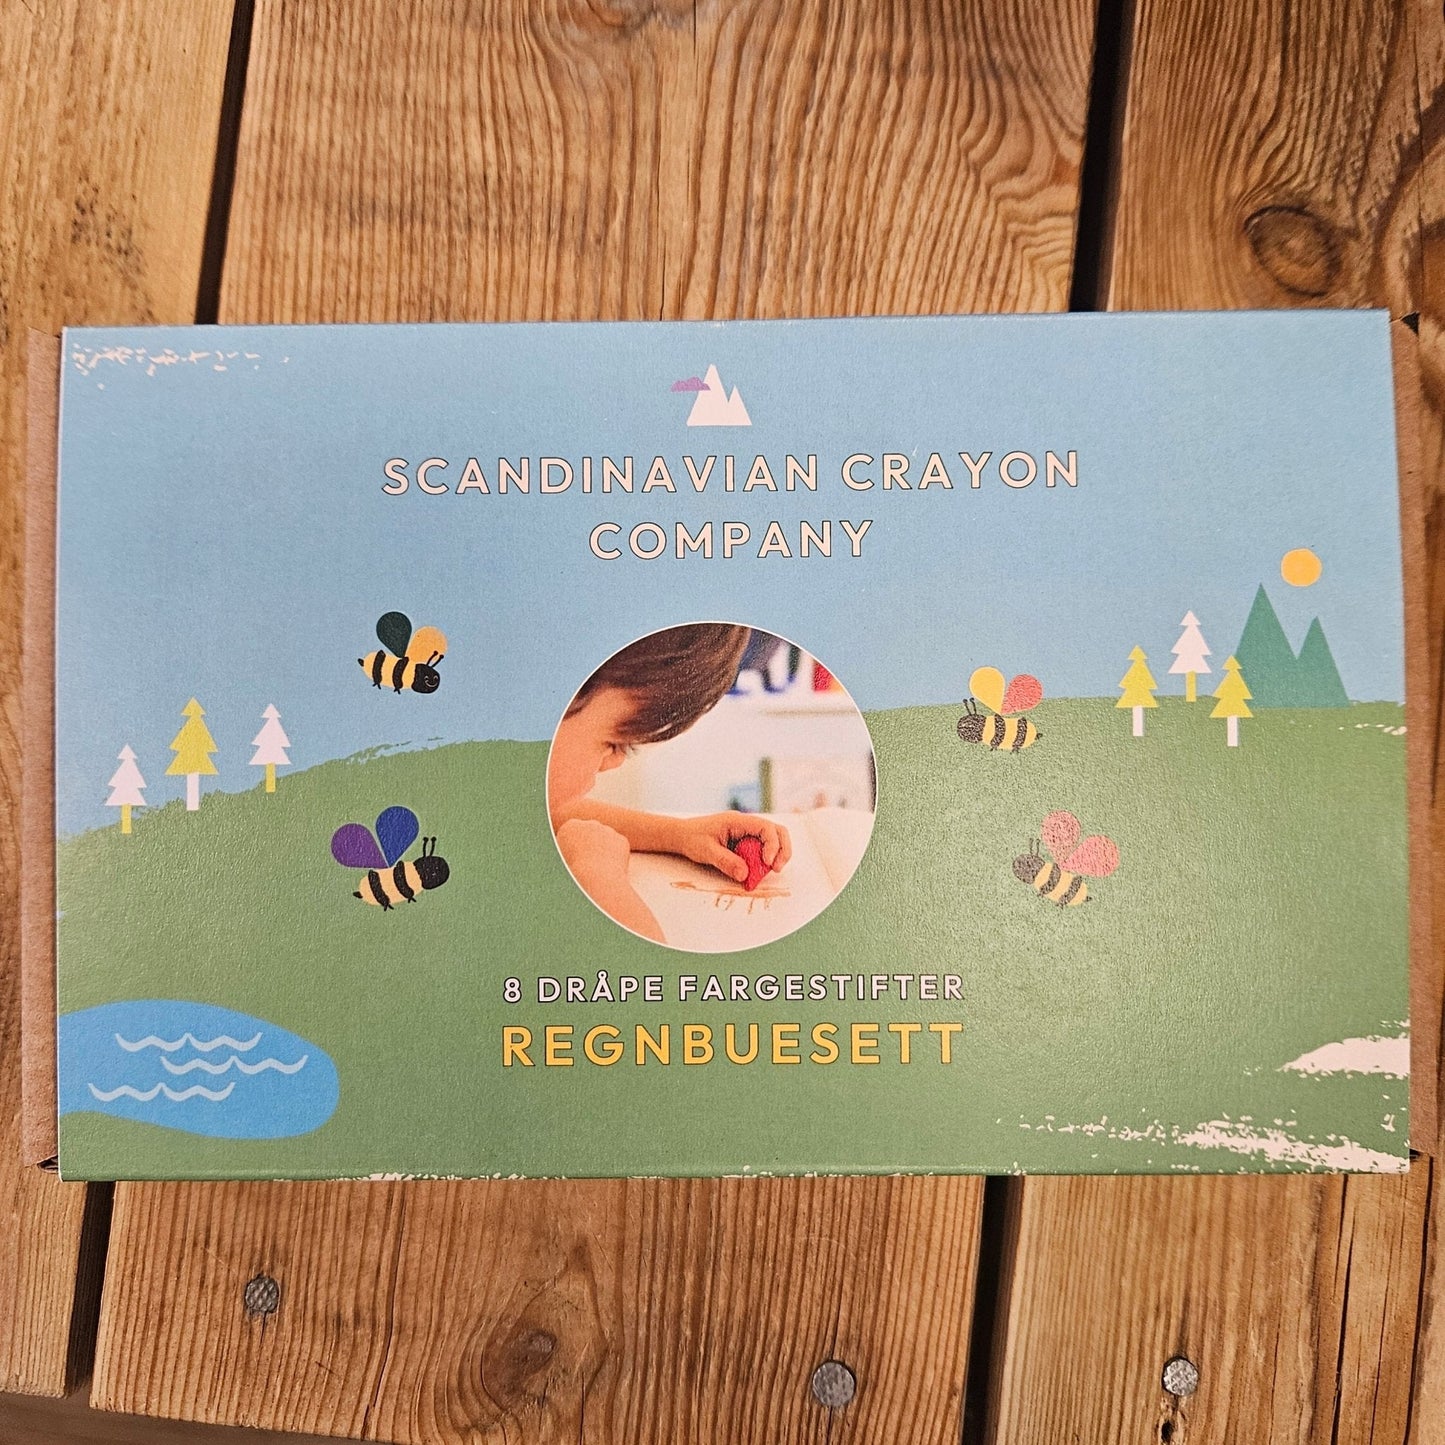 SCANDINAVIAN CRAYON
COMPANY
8 DRÅPE FARGESTIFTER
REGNBUESETT